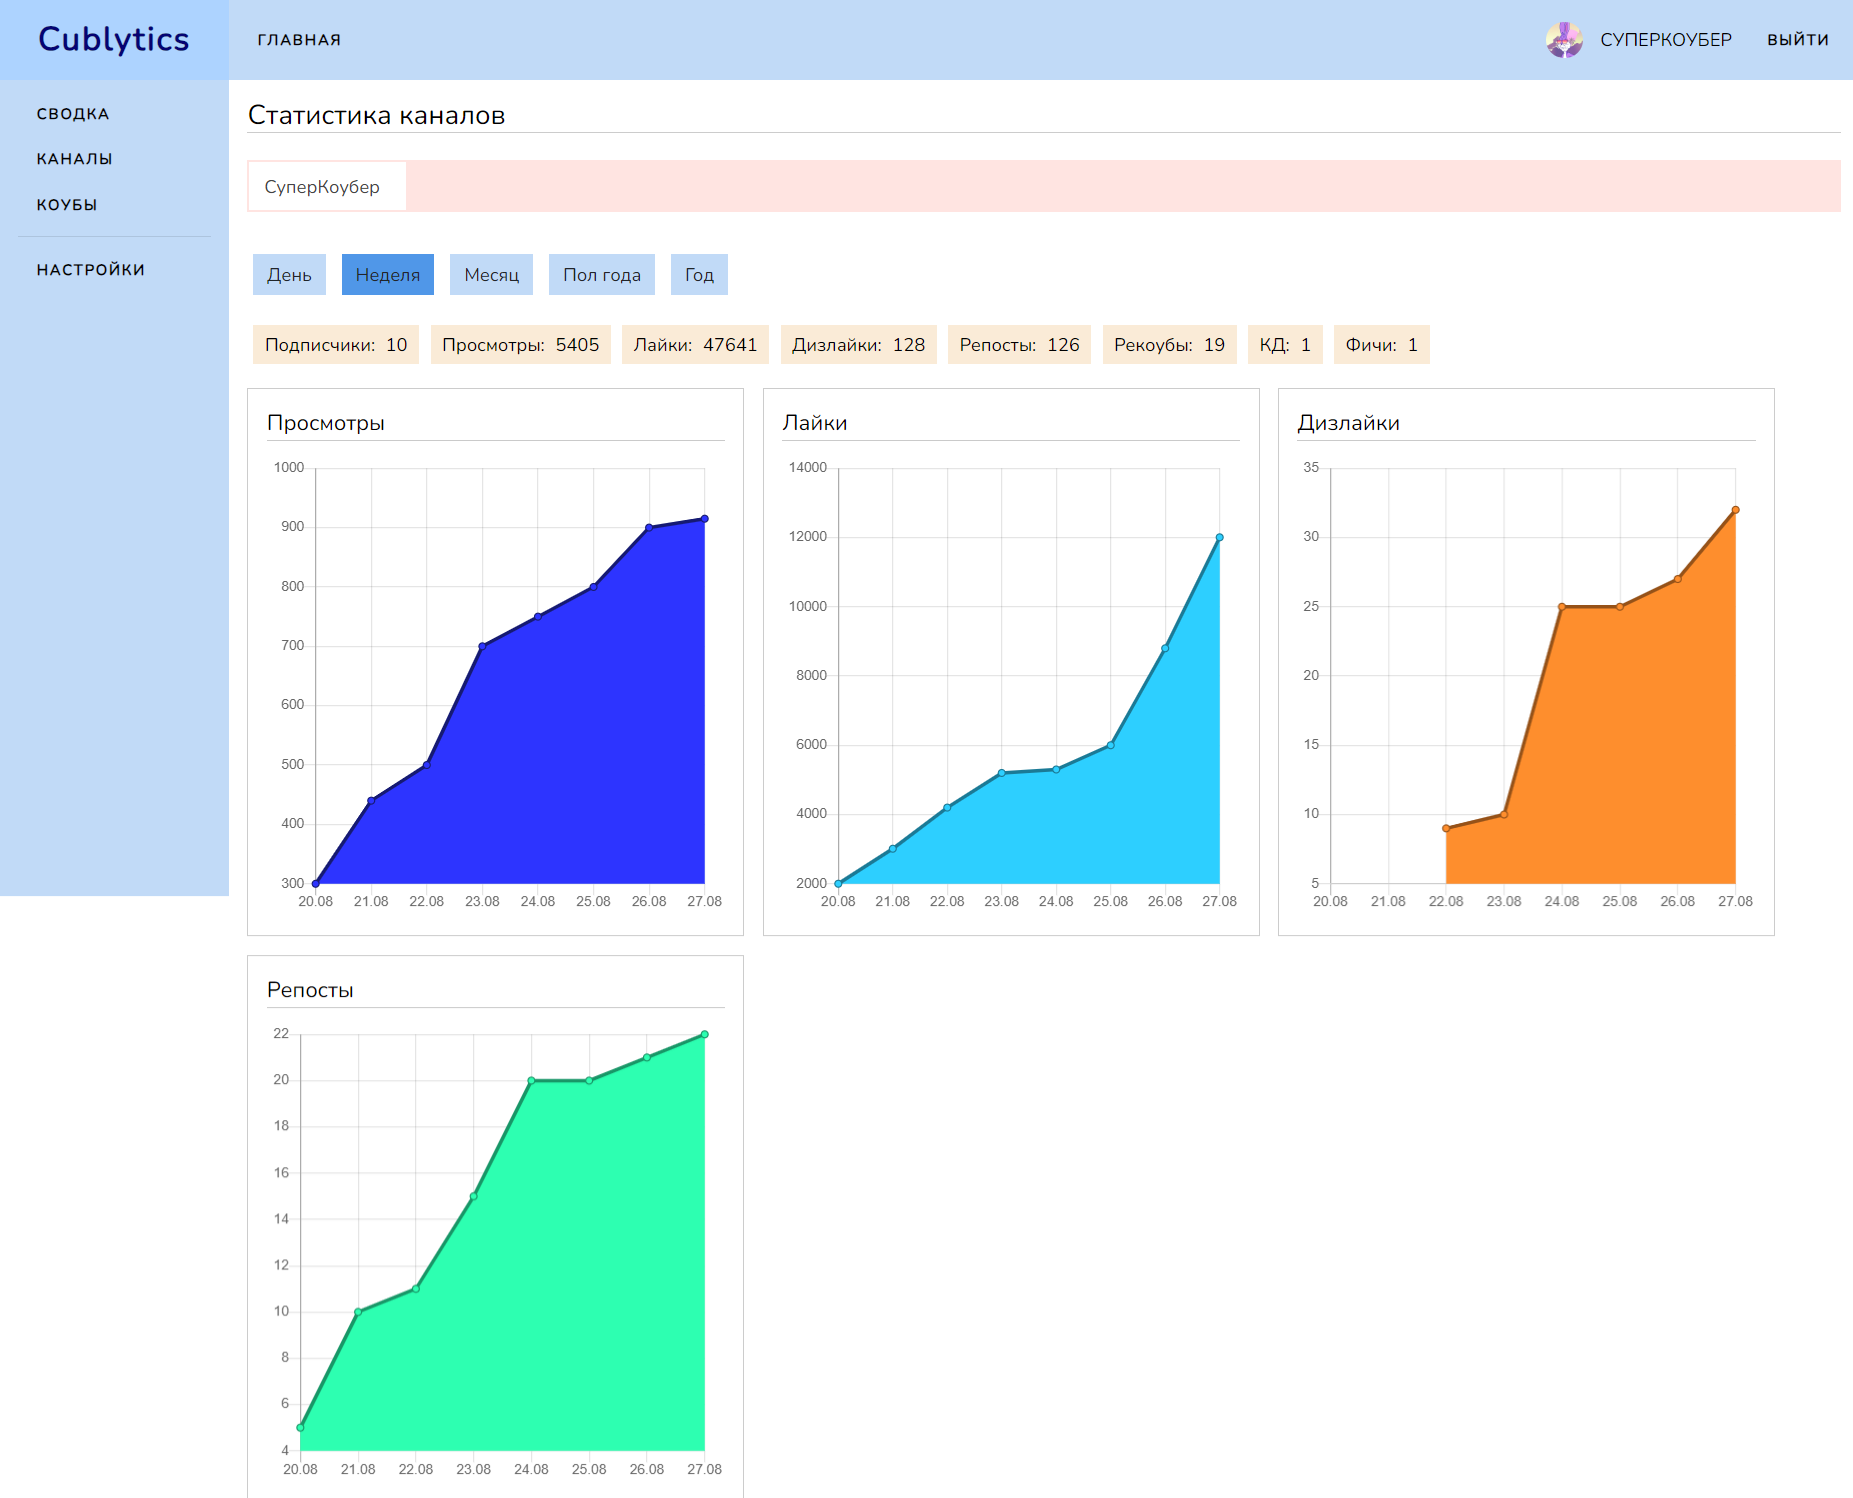 Cublytics
ГЛАВНАЯ
СУПЕРКОУБЕР
ВЫЙТИ
СВОДКА
КАНАЛЫ
КОУБЫ
НАСТРОЙКИ
Статистика каналов
СуперКоубер
День Неделя Месяц Пол года Год
Подписчики: 10 Просмотры: 5405 Лайки: 47641 Дизлайки: 128 Репосты: 126 Рекоубы: 19 КД: 1 Фичи: 1
Просмотры
1000
900
800
700
600
500
400
300
20.08 21.08 22.08 23.08 24.08 25.08 26.08 27.08
Лайки
14000
12000
10000
8000
6000
4000
2000
20.08 21.08 22.08 23.08 24.08 25.08 26.08 27.08
Дизлайки
35
30
25
20
15
10
5
20.08 21.08 22.08 23.08 24.08 25.08 26.08 27.08
Репосты
22
20
18
16
14
12
10
8
6
4
20.08 21.08 22.08 23.08 24.08 25.08 26.08 27.08